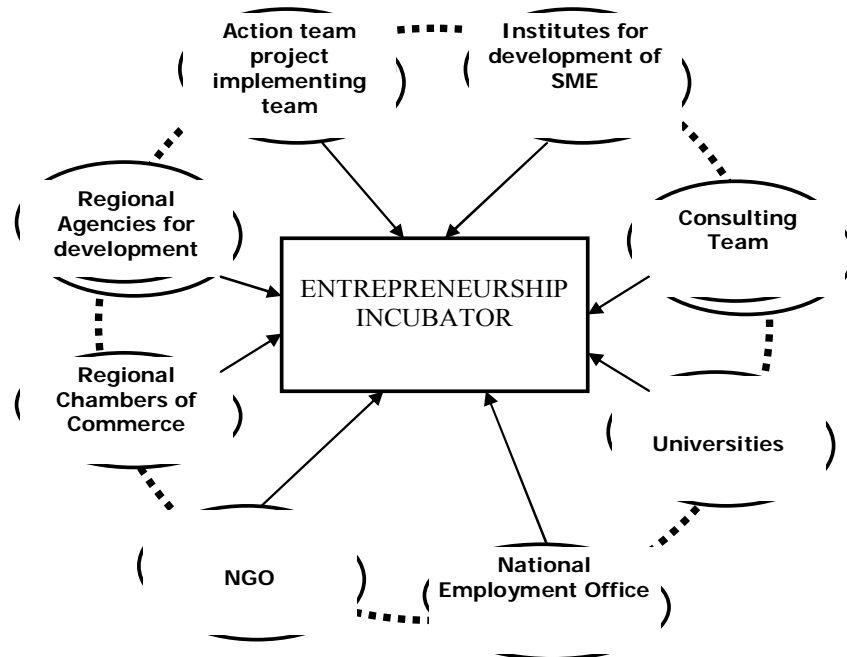 Action team
project
implementing
team
Institutes for
development of
SME
Regional
Agencies for
development
Consulting
Team
ENTREPRENEURSHIP
INCUBATOR
Regional
Chambers of
Commerce
Universities
NGO
National
Employment Office